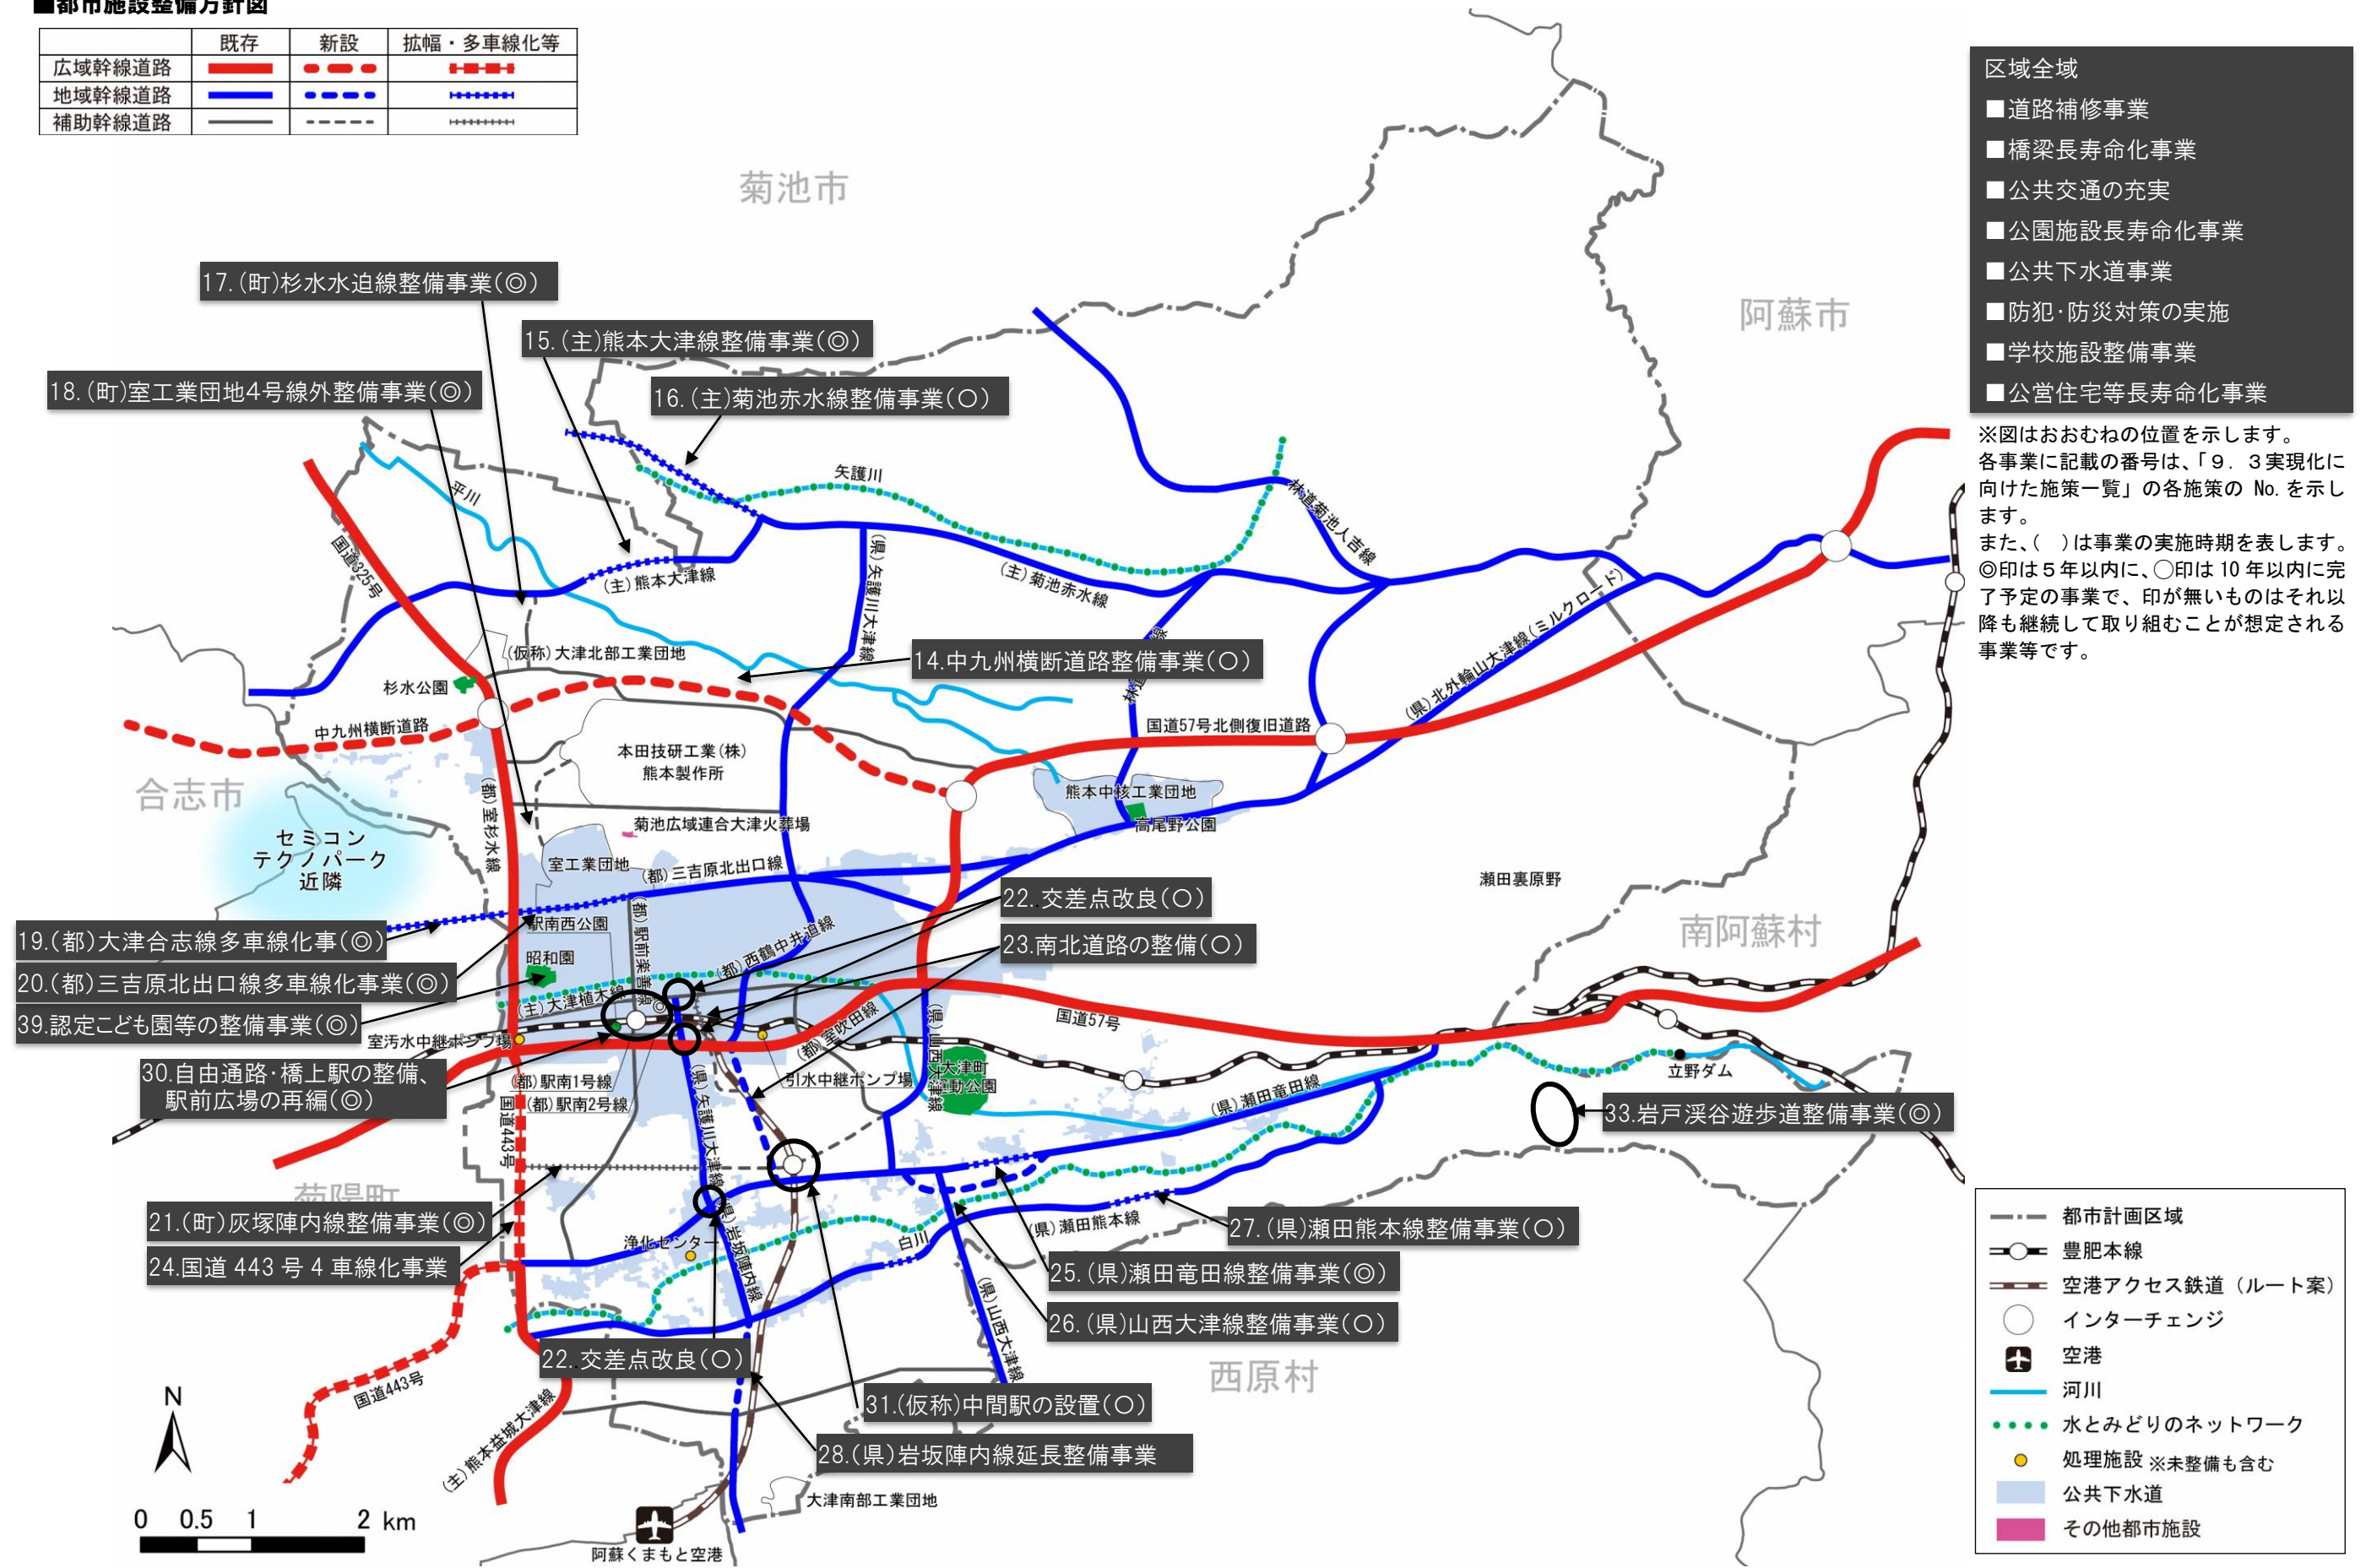 ■都市施設整備方針図
既存 新設 拡幅・多車線化等
広域幹線道路
地域幹線道路
補助幹線道路
区域全域
■道路補修事業
■橋梁長寿命化事業
■公共交通の充実
■公園施設長寿命化事業
■公共下水道事業
■防犯・防災対策の実施
■学校施設整備事業
■公営住宅等長寿命化事業
※図はおおむねの位置を示します。
各事業に記載の番号は、「9.3実現化に
向けた施策一覧」の各施策の No.を示し
ます。
また、( )は事業の実施時期を表します。
◎印は5年以内に、○印は 10 年以内に完
了予定の事業で、印が無いものはそれ以
降も継続して取り組むことが想定される
事業等です。
菊池市
阿蘇市
17.(町)杉水水迫線整備事業(◎)
15.(主)熊本大津線整備事業(◎)
18.(町)室工業団地4号線外整備事業(◎)
16.(主)菊池赤水線整備事業(○)
矢護川
平川
林道菊池人吉線
国道325号
(主)熊本大津線
(県)矢護川大津線
(主)菊池赤水線
(県)北外輪山大津線(ミルクロード)
(仮称)大津北部工業団地
14.中九州横断道路整備事業(○)
杉水公園
中九州横断道路
国道57号北側復旧道路
本田技研工業(株)
熊本製作所
合志市
(都)室杉水線
熊本中核工業団地
高尾野公園
菊池広域連合大津火葬場
セミコン
テクノパーク
近隣
室工業団地
(都)三吉原北出口線
瀬田裏原野
22..交差点改良(○)
南阿蘇村
19.(都)大津合志線多車線化事(◎)
駅南西公園
(都)駅前楽善線
(都)西鶴中井迫線
23.南北道路の整備(○)
昭和園
20.(都)三吉原北出口線多車線化事業(◎)
(主)大津植木線
39.認定こども園等の整備事業(◎)
国道57号
(都)室吹田線
(県)山西大津線
室汚水中継ポンプ場
30.自由通路・橋上駅の整備、
駅前広場の再編(◎)
(都)駅南1号線
(都)駅南2号線
引水中継ポンプ場
大津町
運動公園
立野ダム
国道443号
(県)矢護川大津線
(県)瀬田竜田線
33.岩戸渓谷遊歩道整備事業(◎)
菊陽町
21.(町)灰塚陣内線整備事業(◎)
24.国道 443 号 4 車線化事業
浄化センター
(県)岩坂陣内線
白川
(県)瀬田熊本線
27.(県)瀬田熊本線整備事業(○)
25.(県)瀬田竜田線整備事業(◎)
26.(県)山西大津線整備事業(○)
(県)山西大津線
22..交差点改良(○)
西原村
国道443号
(主)熊本益城大津線
31.(仮称)中間駅の設置(○)
28.(県)岩坂陣内線延長整備事業
大津南部工業団地
阿蘇くまもと空港
N
0 0.5 1 2 km
都市計画区域
豊肥本線
空港アクセス鉄道(ルート案)
インターチェンジ
空港
河川
水とみどりのネットワーク
処理施設 ※未整備も含む
公共下水道
その他都市施設